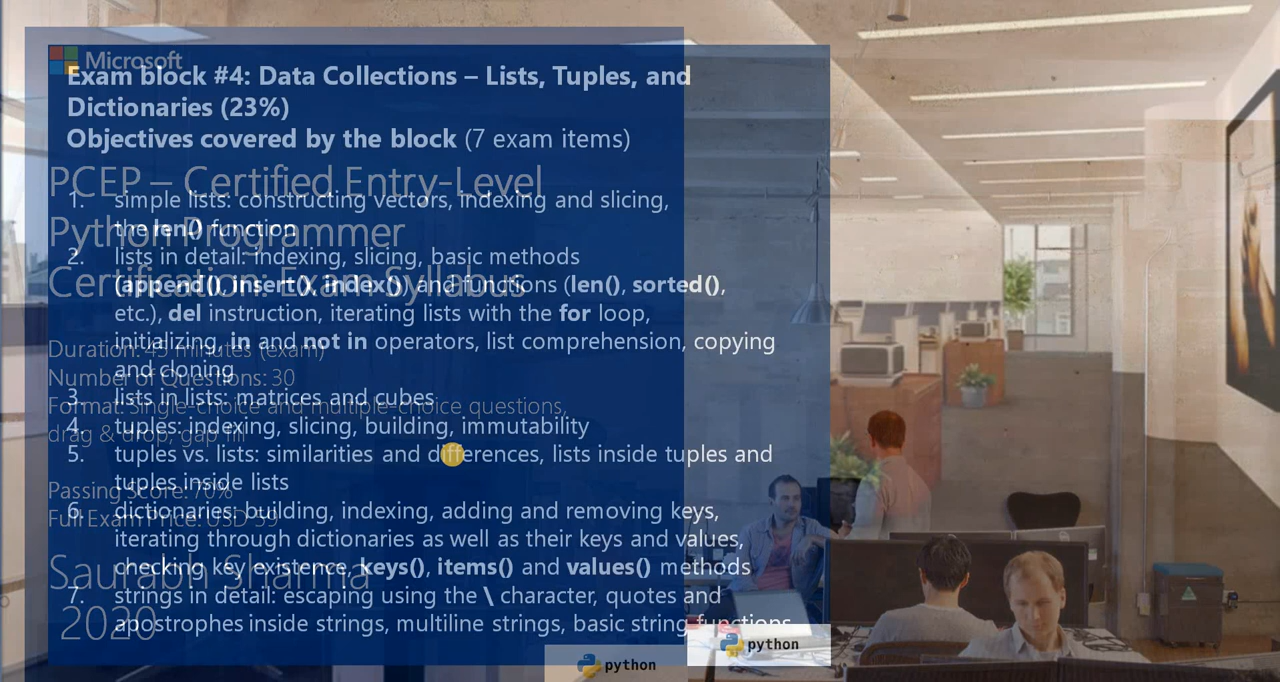 Microsoft
Exam block #4: Data Collections – Lists, Tuples, and
Dictionaries (23%)
Objectives covered by the block (7 exam items)
PCEP – Certified Entry-Level
Python Programmer
Certification: Exam Syllabus
1. simple lists: constructing vectors, indexing and slicing,
the len() function
2. lists in detail: indexing, slicing, basic methods
(append(), insert(), index()) and functions (len(), sorted(),
etc.), del instruction, iterating lists with the for loop,
initializing, in and not in operators, list comprehension, copying
and cloning
3. lists in lists: matrices and cubes
4. tuples: indexing, slicing, building, immutability
5. tuples vs. lists: similarities and differences, lists inside tuples and
tuples inside lists
6. dictionaries: building, indexing, adding and removing keys,
iterating through dictionaries as well as their keys and values,
checking key existence, keys(), items() and values() methods
7. strings in detail: escaping using the \ character, quotes and
apostrophes inside strings, multiline strings, basic string functions
Duration: 45 minutes (exam)
Number of Questions: 30
Format: Single-choice and multiple-choice questions,
drag & drop, gap fill
Passing Score: 70%
Full Exam Price: USD 59
Saurabh Sharma
2020
python
python